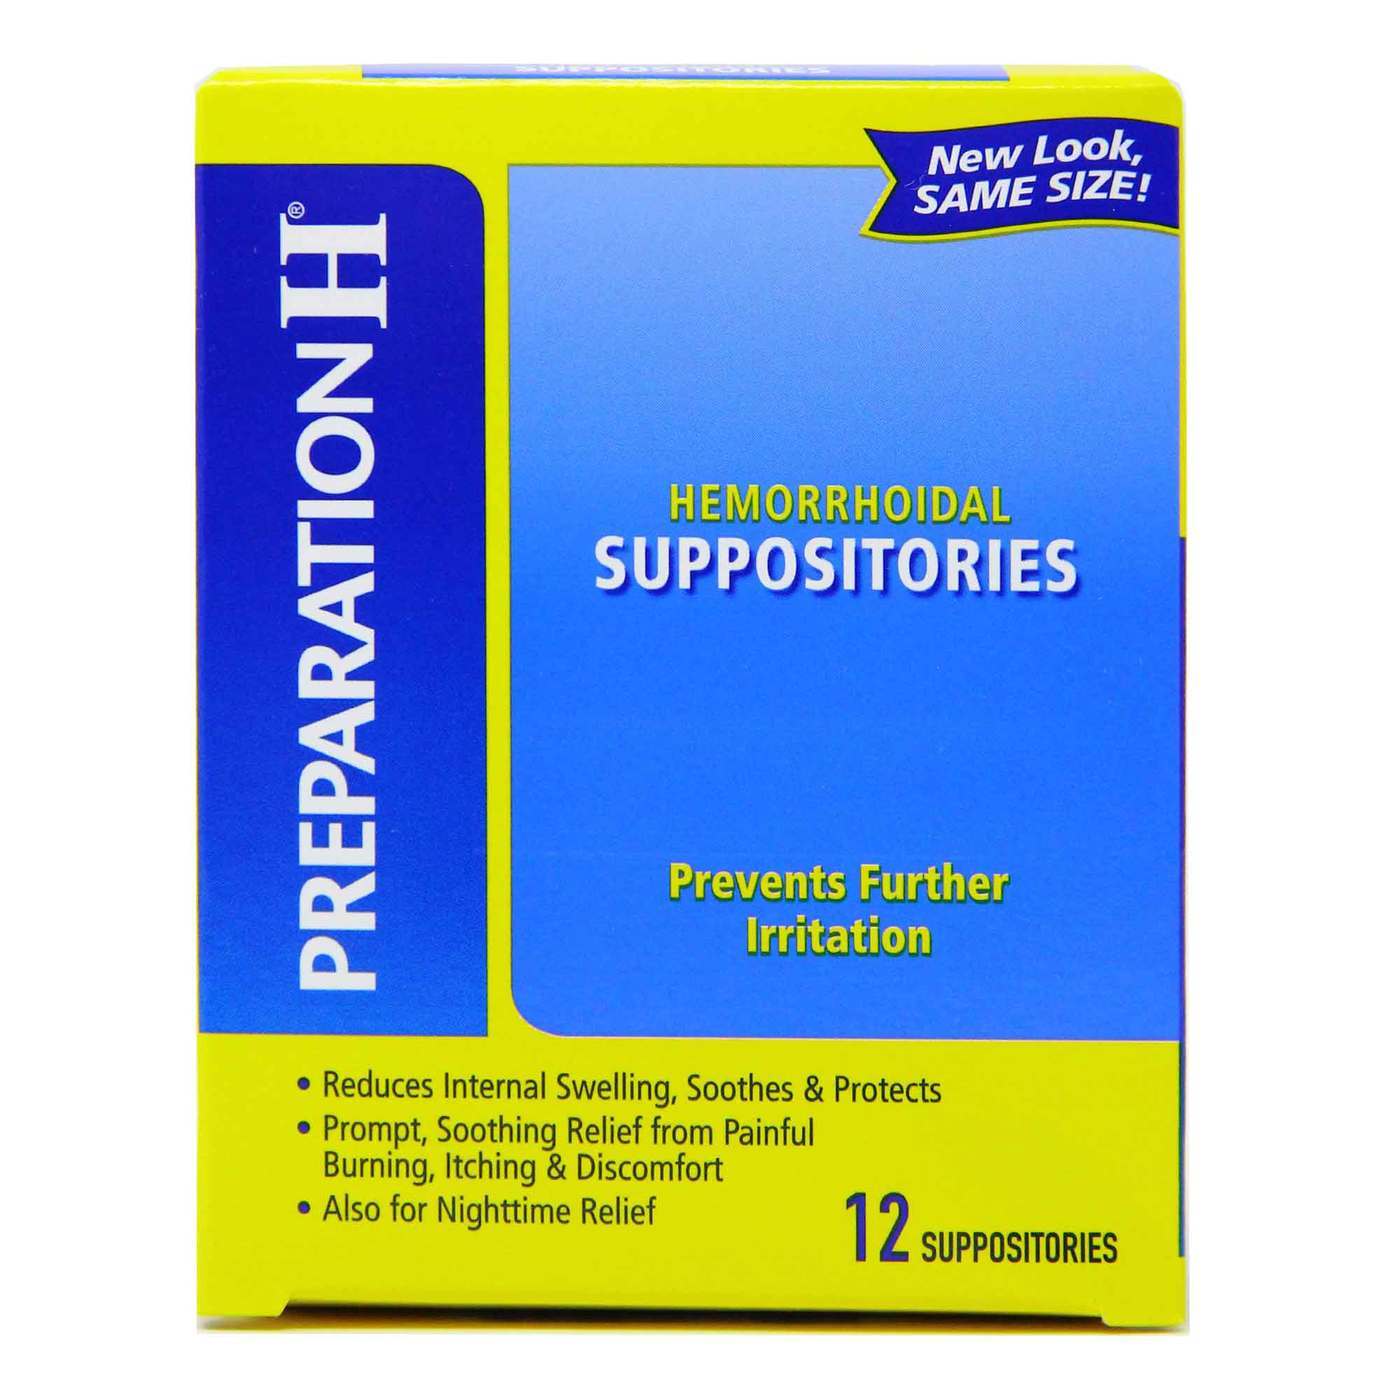 SUPPOSITORIES
New Look,
SAME SIZE!
PREPARATION H®
HEMORRHOIDAL
SUPPOSITORIES
Prevents Further
Irritation
• Reduces Internal Swelling, Soothes & Protects
• Prompt, Soothing Relief from Painful
Burning, Itching & Discomfort
• Also for Nighttime Relief
12 SUPPOSITORIES